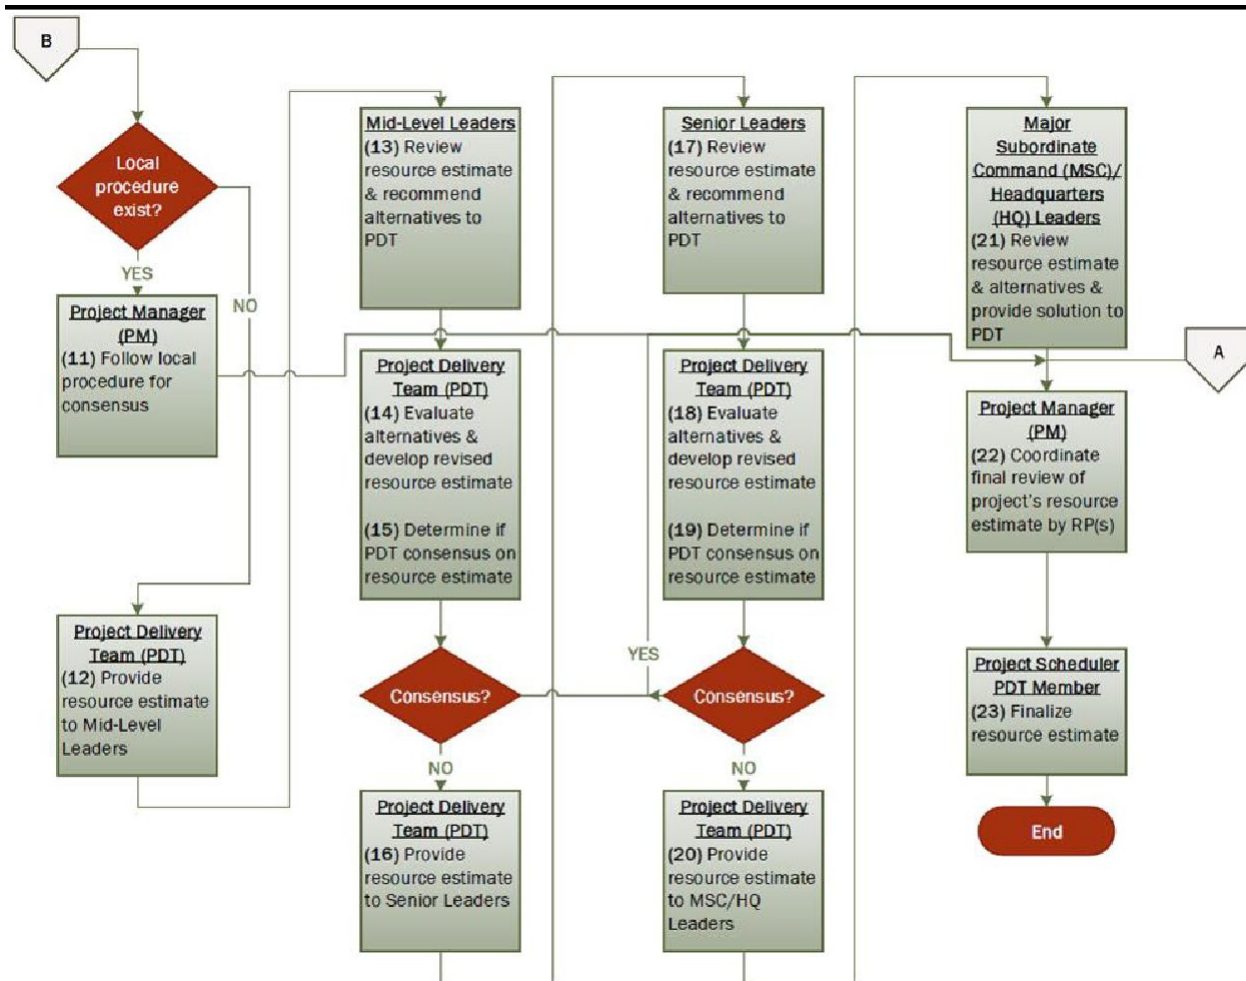 B
Local
procedure
exist?
YES
NO
Project Manager
(PM)
(11) Follow local
procedure for
consensus
Project Delivery
Team (PDT)
(12) Provide
resource estimate
to Mid-Level
Leaders
Mid-Level Leaders
(13) Review
resource estimate
& recommend
alternatives to
PDT
Project Delivery
Team (PDT)
(14) Evaluate
alternatives &
develop revised
resource estimate
(15) Determine if
PDT consensus on
resource estimate
Consensus?
NO
Project Delivery
Team (PDT)
(16) Provide
resource estimate
to Senior Leaders
Senior Leaders
(17) Review
resource estimate
& recommend
alternatives to
PDT
Project Delivery
Team (PDT)
(18) Evaluate
alternatives &
develop revised
resource estimate
(19) Determine if
PDT consensus on
resource estimate
YES
Consensus?
NO
Project Delivery
Team (PDT)
(20) Provide
resource estimate
to MSC/HQ
Leaders
Major
Subordinate
Command (MSC)/
Headquarters
(HQ) Leaders
(21) Review
resource estimate
& alternatives &
provide solution to
PDT
A
Project Manager
(PM)
(22) Coordinate
final review of
project's resource
estimate by RP(s)
Project Scheduler
PDT Member
(23) Finalize
resource estimate
End